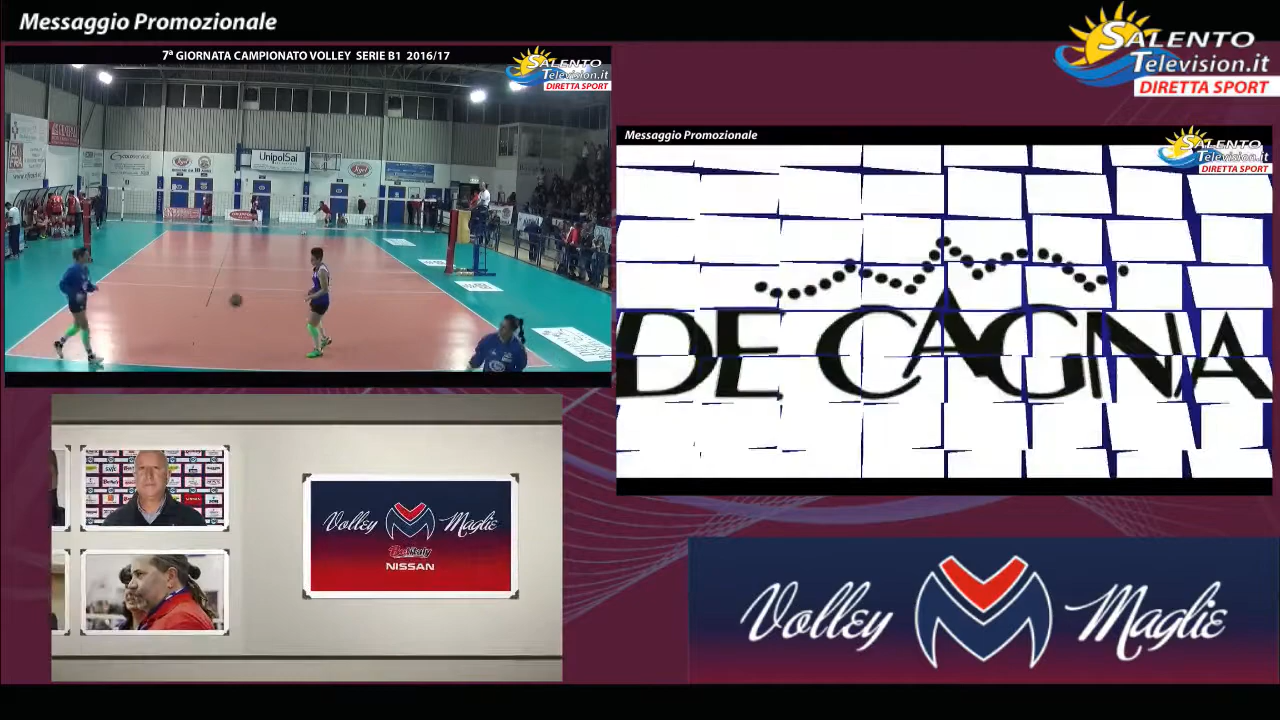 Messaggio Promozionale
SALENTO
Television.it
DIRETTA SPORT
7ª GIORNATA CAMPIONATO VOLLEY SERIE B1 2016/17
SALENTO
Television.it
DIRETTA SPORT
UnipolSai
Messaggio Promozionale
SALENTO
Television.it
DIRETTA SPORT
DE CAGNA
Volley Maglie
NISSAN
Volley Maglie